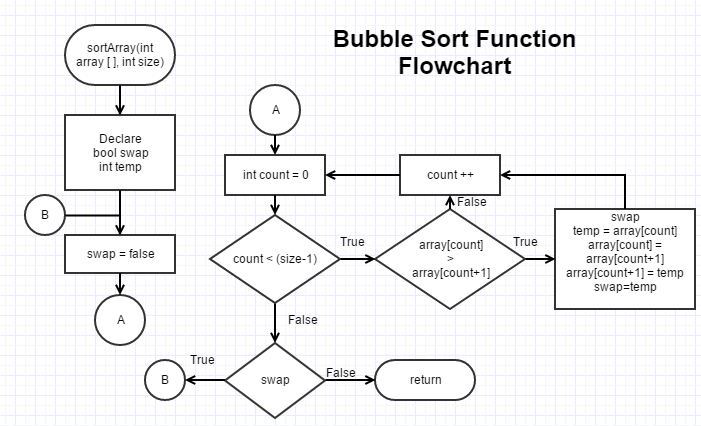 Bubble Sort Function
Flowchart
sortArray(int
array [ ], int size)
Declare
bool swap
int temp
B
swap = false
A
A
int count = 0
count ++
count < (size-1)
True
False
array[count]
>
array[count+1]
True
False
swap
temp = array[count]
array[count] =
array[count+1]
array[count+1] = temp
swap=temp
swap
True
B
False
return